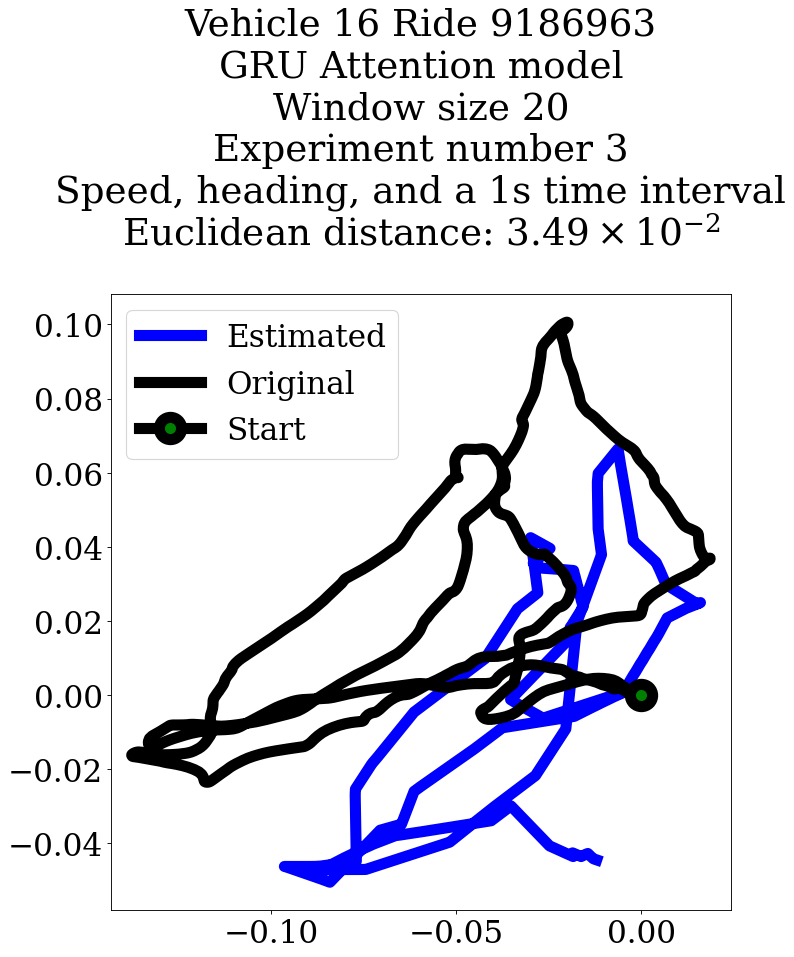 Vehicle 16 Ride 9186963
GRU Attention model
Window size 20
Experiment number 3
Speed, heading, and a 1s time interval
Euclidean distance: 3.49 × 10⁻²
Estimated
Original
Start
0.10
0.08
0.06
0.04
0.02
0.00
−0.02
−0.04
−0.10 −0.05 0.00